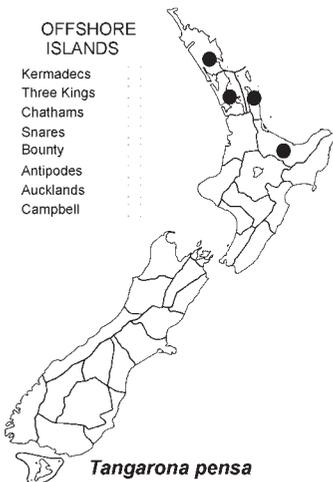 OFFSHORE
ISLANDS
Kermadecs
Three Kings
Chathams
Snares
Bounty
Antipodes
Aucklands
Campbell
Tangarona pensa